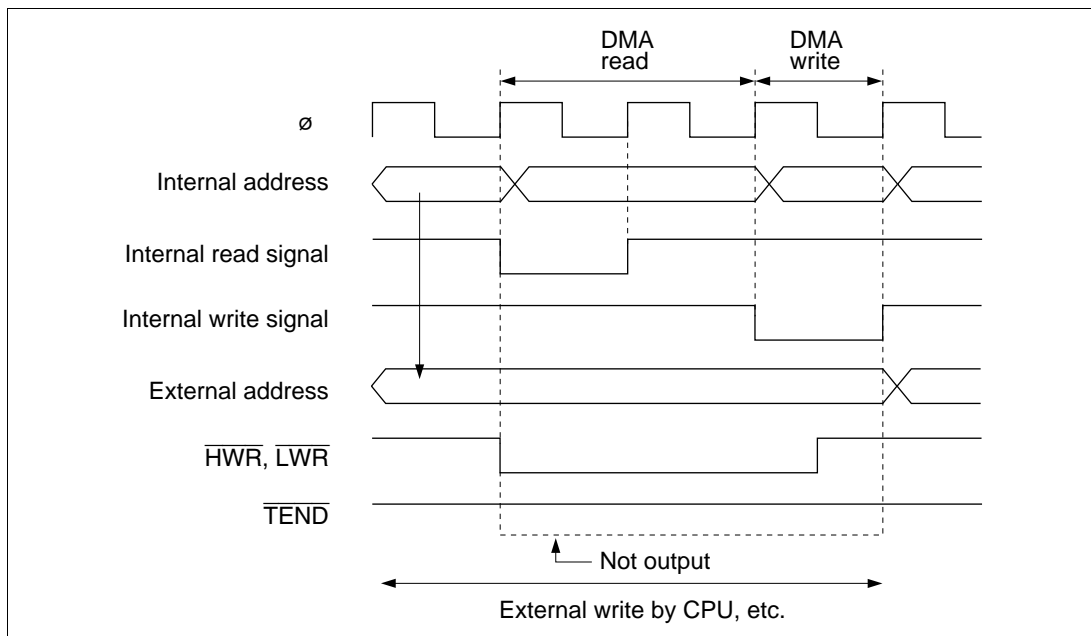 DMA
read
DMA
write
ø
Internal address
Internal read signal
Internal write signal
External address
HWR, LWR
TEND
Not output
External write by CPU, etc.